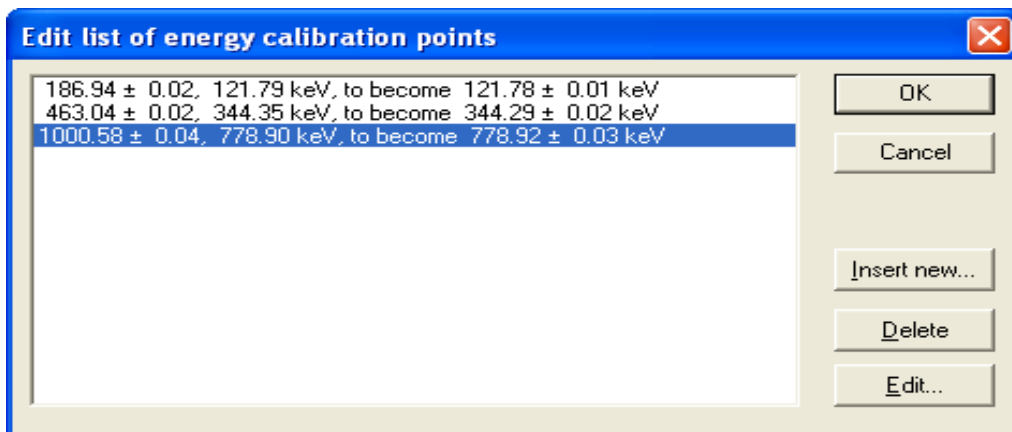 Edit list of energy calibration points
186.94 ± 0.02, 121.79 keV, to become 121.78 ± 0.01 keV
463.04 ± 0.02, 344.35 keV, to become 344.29 ± 0.02 keV
1000.58 ± 0.04, 778.90 keV, to become 778.92 ± 0.03 keV
OK
Cancel
Insert new...
Delete
Edit...